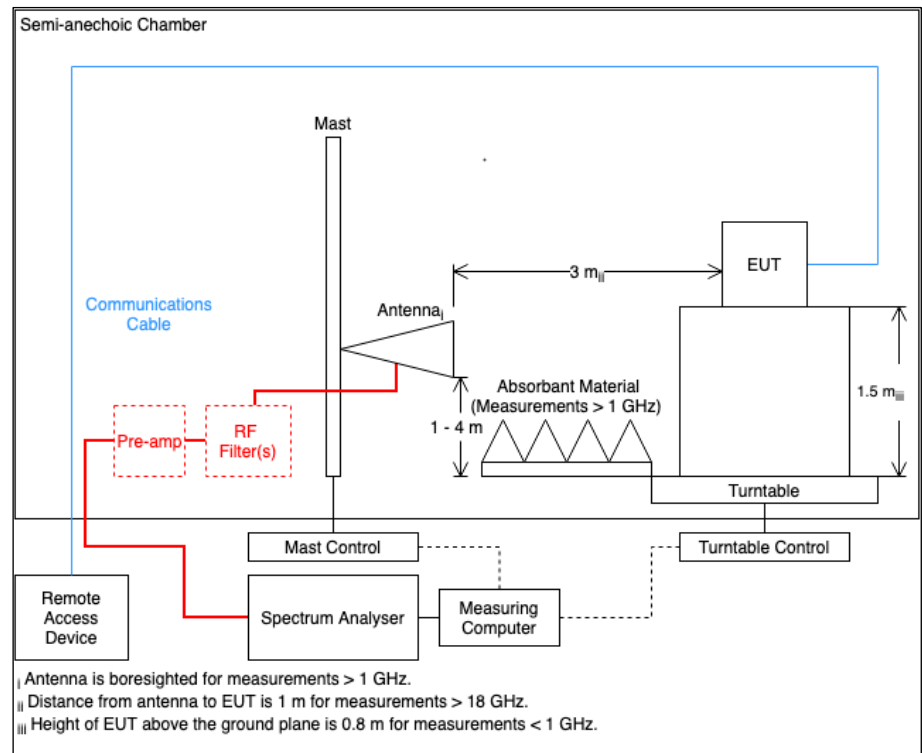 Semi-anechoic Chamber
Mast
EUT
3 m ii
Communications
Cable
Antenna i
Absorbant Material
(Measurements > 1 GHz)
1.5 m iii
1 - 4 m
Pre-amp
RF
Filter(s)
Turntable
Mast Control
Turntable Control
Remote
Access
Device
Spectrum Analyser
Measuring
Computer
i Antenna is boresighted for measurements > 1 GHz.
ii Distance from antenna to EUT is 1 m for measurements > 18 GHz.
iii Height of EUT above the ground plane is 0.8 m for measurements < 1 GHz.